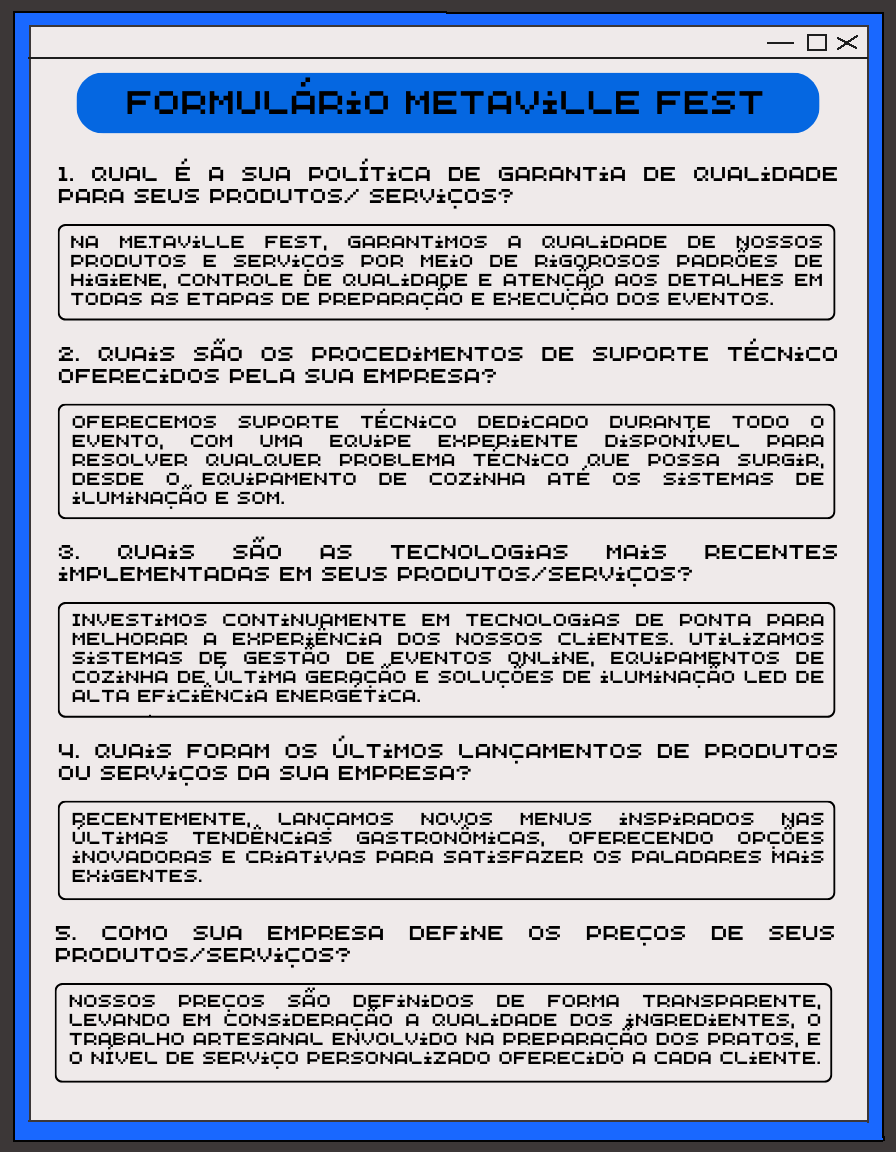 FORMULÁRiO METAViLLE FEST
1. QUAL É A SUA POLÍTiCA DE GARANTiA DE QUALiDADE
PARA SEUS PRODUTOS/ SERViÇOS?
NA METAViLLE FEST, GARANTiMOS A QUALiDADE DE NOSSOS
PRODUTOS E SERViÇOS POR MEiO DE RiGOROSOS PADRÕES DE
HiGiENE, CONTROLE DE QUALiDADE E ATENÇÃO AOS DETALHES EM
TODAS AS ETAPAS DE PREPARAÇÃO E EXECUÇÃO DOS EVENTOS.
2. QUAiS SÃO OS PROCEDiMENTOS DE SUPORTE TÉCNiCO
OFERECiDOS PELA SUA EMPRESA?
OFERECEMOS SUPORTE TÉCNiCO DEDiCADO DURANTE TODO O
EVENTO, COM UMA EQUiPE EXPERiENTE DiSPONÍVEL PARA
RESOLVER QUALQUER PROBLEMA TÉCNiCO QUE POSSA SURGiR,
DESDE O EQUiPAMENTO DE COZiNHA ATÉ OS SiSTEMAS DE
iLUMiNAÇÃO E SOM.
3. QUAiS SÃO AS TECNOLOGiAS MAiS RECENTES
iMPLEMENTADAS EM SEUS PRODUTOS/SERViÇOS?
INVESTiMOS CONTiNUAMENTE EM TECNOLOGiAS DE PONTA PARA
MELHORAR A EXPERiÊNCiA DOS NOSSOS CLiENTES. UTiLiZAMOS
SiSTEMAS DE GESTÃO DE EVENTOS ONLiNE, EQUiPAMENTOS DE
COZiNHA DE ÚLTiMA GERAÇÃO E SOLUÇÕES DE iLUMiNAÇÃO LED DE
ALTA EFiCiÊNCiA ENERGÉTiCA.
4. QUAiS FORAM OS ÚLTiMOS LANÇAMENTOS DE PRODUTOS
OU SERViÇOS DA SUA EMPRESA?
RECENTEMENTE, LANÇAMOS NOVOS MENUS iNSPiRADOS NAS
ÚLTiMAS TENDÊNCiAS GASTRONÔMiCAS, OFERECENDO OPÇÕES
iNOVADORAS E CRiATiVAS PARA SATiSFAZER OS PALADARES MAiS
EXiGENTES.
5. COMO SUA EMPRESA DEFiNE OS PREÇOS DE SEUS
PRODUTOS/SERViÇOS?
NOSSOS PREÇOS SÃO DEFiNiDOS DE FORMA TRANSPARENTE,
LEVANDO EM CONSiDERAÇÃO A QUALiDADE DOS iNGREDiENTES, O
TRABALHO ARTESANAL ENVOLViDO NA PREPARAÇÃO DOS PRATOS, E
O NÍVEL DE SERViÇO PERSONALiZADO OFERECiDO A CADA CLiENTE.